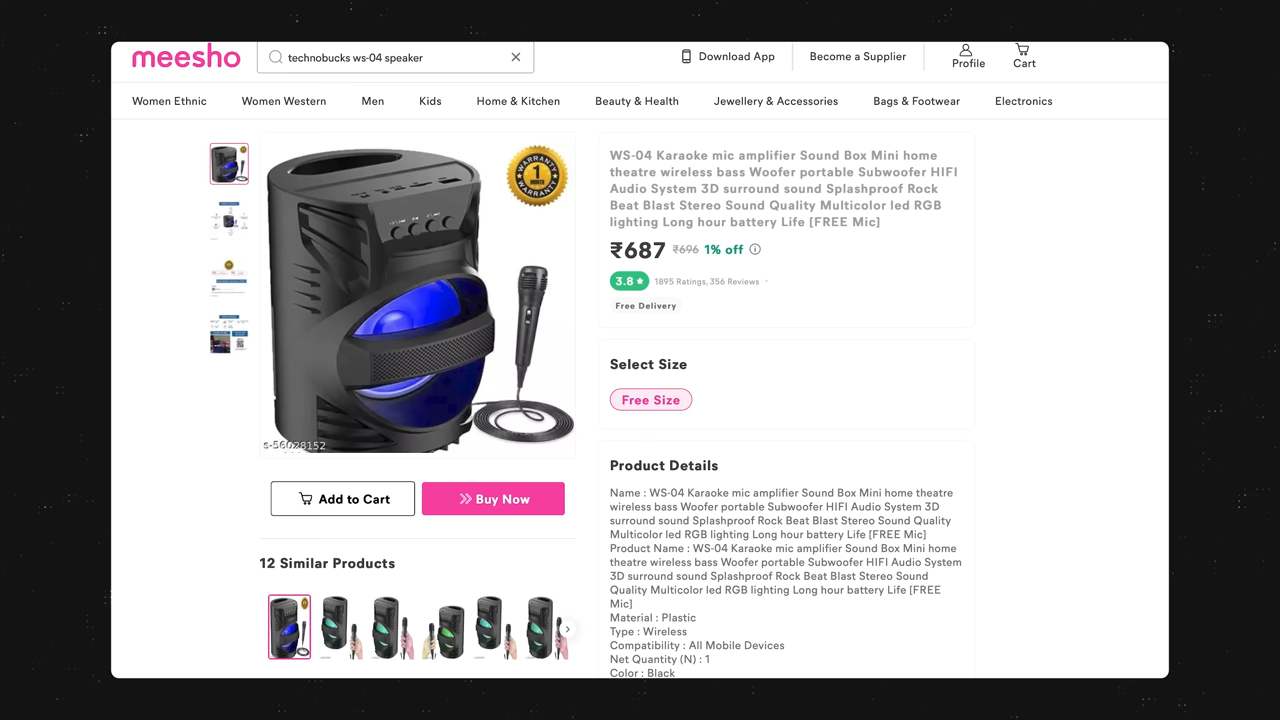 meesho
technobucks ws-04 speaker
Download App
Become a Supplier
Profile
Cart
Women Ethnic
Women Western
Men
Kids
Home & Kitchen
Beauty & Health
Jewellery & Accessories
Bags & Footwear
Electronics
WARRANTY
1
MONTH
WARRANTY
s-56028152
Add to Cart
Buy Now
12 Similar Products
WS-04 Karaoke mic amplifier Sound Box Mini home
theatre wireless bass Woofer portable Subwoofer HIFI
Audio System 3D surround sound Splashproof Rock
Beat Blast Stereo Sound Quality Multicolor led RGB
lighting Long hour battery Life [FREE Mic]
₹687 ₹696 1% off
3.8 1895 Ratings, 356 Reviews
Free Delivery
Select Size
Free Size
Product Details
Name : WS-04 Karaoke mic amplifier Sound Box Mini home theatre
wireless bass Woofer portable Subwoofer HIFI Audio System 3D
surround sound Splashproof Rock Beat Blast Stereo Sound Quality
Multicolor led RGB lighting Long hour battery Life [FREE Mic]
Product Name : WS-04 Karaoke mic amplifier Sound Box Mini home
theatre wireless bass Woofer portable Subwoofer HIFI Audio System
3D surround sound Splashproof Rock Beat Blast Stereo Sound
Quality Multicolor led RGB lighting Long hour battery Life [FREE
Mic]
Material : Plastic
Type : Wireless
Compatibility : All Mobile Devices
Net Quantity (N) : 1
Color : Black